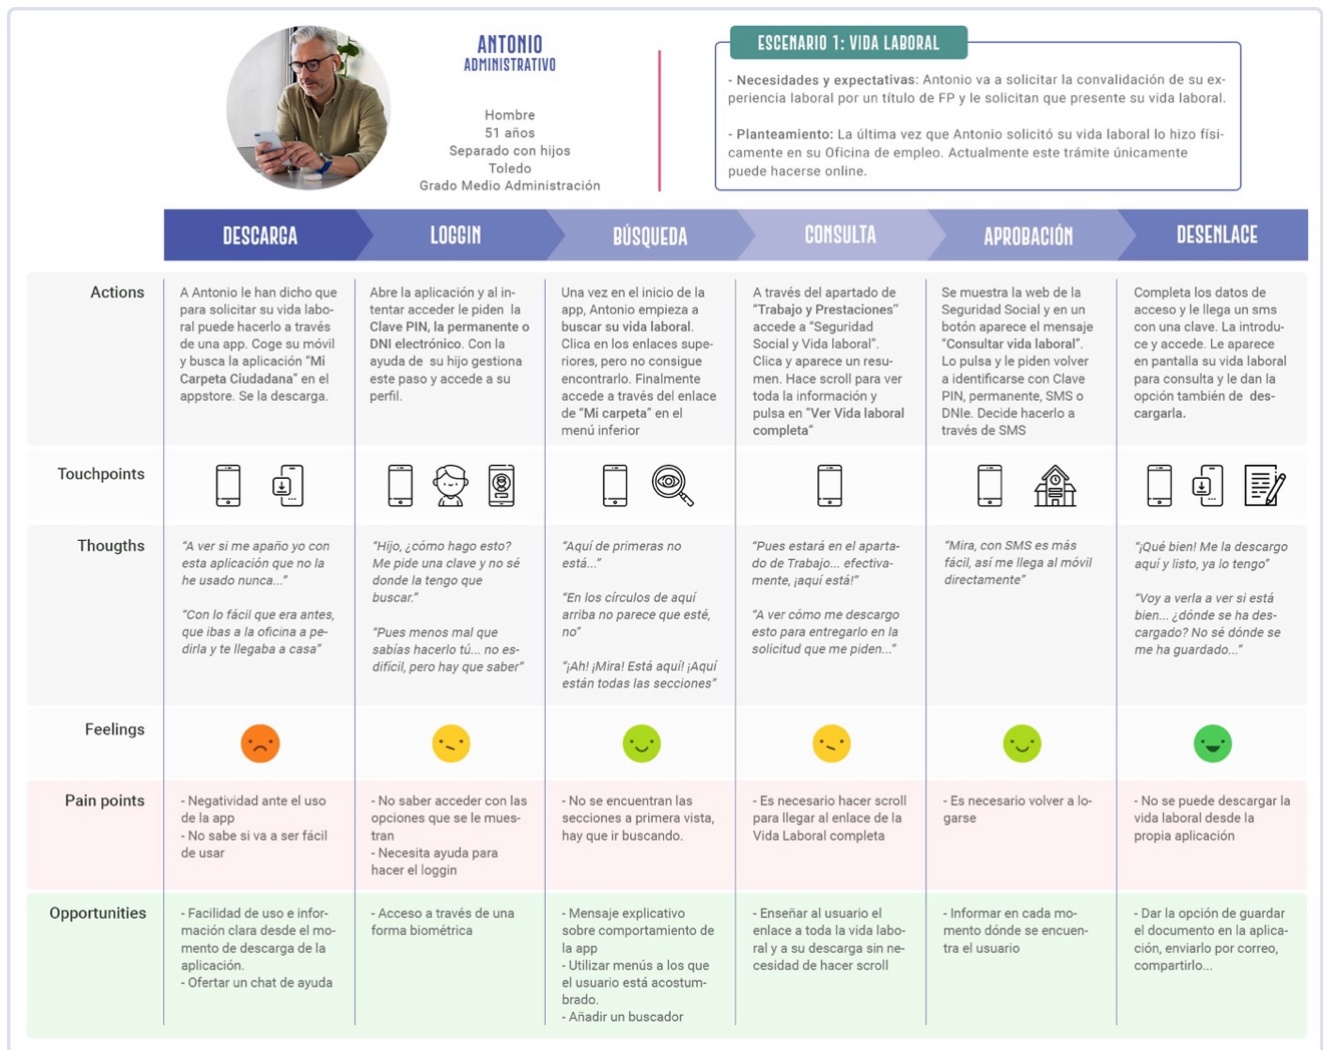 ANTONIO
ADMINISTRATIVO
Hombre
51 años
Separado con hijos
Toledo
Grado Medio Administración
ESCENARIO 1: VIDA LABORAL
- Necesidades y expectativas: Antonio va a solicitar la convalidación de su ex-
periencia laboral por un título de FP y le solicitan que presente su vida laboral.
- Planteamiento: La última vez que Antonio solicitó su vida laboral lo hizo físi-
camente en su Oficina de empleo. Actualmente este trámite únicamente
puede hacerse online.
DESCARGA
LOGGIN
BÚSQUEDA
CONSULTA
APROBACIÓN
DESENLACE
Actions
A Antonio le han dicho que
para solicitar su vida labo-
ral puede hacerlo a través
de una app. Coge su móvil
y busca la aplicación "Mi
Carpeta Ciudadana" en el
appstore. Se la descarga.
Abre la aplicación y al in-
tentar acceder le piden la
Clave PIN, la permanente o
DNI electrónico. Con la
ayuda de su hijo gestiona
este paso y accede a su
perfil.
Una vez en el inicio de la
app, Antonio empieza a
buscar su vida laboral.
Clica en los enlaces supe-
riores, pero no consigue
encontrarlo. Finalmente
accede a través del enlace
de "Mi carpeta" en el
menú inferior
A través del apartado de
"Trabajo y Prestaciones"
accede a "Seguridad
Social y Vida laboral".
Clica y aparece un resu-
men. Hace scroll para ver
toda la información y
pulsa en "Ver Vida laboral
completa"
Se muestra la web de la
Seguridad Social y en un
botón aparece el mensaje
"Consultar vida laboral".
Lo pulsa y le piden volver
a identificarse con Clave
PIN, permanente, SMS o
DNIe. Decide hacerlo a
través de SMS
Completa los datos de
acceso y le llega un sms
con una clave. La introdu-
ce y accede. Le aparece
en pantalla su vida laboral
para consulta y le dan la
opción también de des-
cargarla.
Touchpoints
Thougths
"A ver si me apaño yo con
esta aplicación que no la
he usado nunca..."
"Con lo fácil que era antes,
que ibas a la oficina a pe-
dirla y te llegaba a casa"
"Hijo, ¿cómo hago esto?
Me pide una clave y no sé
donde la tengo que
buscar."
"Pues menos mal que
sabías hacerlo tú... no es-
difícil, pero hay que saber"
"Aquí de primeras no
está..."
"En los círculos de aquí
arriba no parece que esté,
no"
"¡Ah! ¡Mira! Está aquí! ¡Aquí
están todas las secciones"
"Pues estará en el aparta-
do de Trabajo... efectiva-
mente, ¡aquí está!"
"A ver cómo me descargo
esto para entregarlo en la
solicitud que me piden..."
"Mira, con SMS es más
fácil, así me llega al móvil
directamente"
"¡Qué bien! Me la descargo
aquí y listo, ya lo tengo"
"Voy a verla a ver si está
bien... ¿dónde se ha des-
cargado? No sé dónde se
me ha guardado..."
Feelings
Pain points
- Negatividad ante el uso
de la app
- No sabe si va a ser fácil
de usar
- No saber acceder con las
opciones que se le mues-
tran
- Necesita ayuda para
hacer el loggin
- No se encuentran las
secciones a primera vista,
hay que ir buscando.
- Es necesario hacer scroll
para llegar al enlace de la
Vida Laboral completa
- Es necesario volver a lo-
garse
- No se puede descargar la
vida laboral desde la
propia aplicación
Opportunities
- Facilidad de uso e infor-
mación clara desde el mo-
mento de descarga de la
aplicación.
- Ofertar un chat de ayuda
- Acceso a través de una
forma biométrica
- Mensaje explicativo
sobre comportamiento de
la app
- Utilizar menús a los que
el usuario está acostum-
brado.
- Añadir un buscador
- Enseñar al usuario el
enlace a toda la vida labo-
ral y a su descarga sin ne-
cesidad de hacer scroll
- Informar en cada mo-
mento dónde se encuen-
tra el usuario
- Dar la opción de guardar
el documento en la aplica-
ción, enviarlo por correo,
compartirlo...